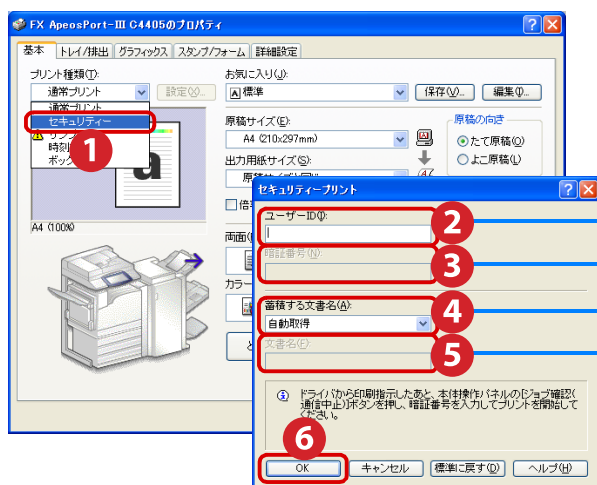 FX ApeosPort-III C4405のプロパティ
基本 トレイ/排出 グラフィックス スタンプ/フォーム 詳細設定
プリント種類(T):
通常プリント
設定(X)...
通常プリント
セキュリティー
1
時刻
ボック
a
A4 (100%)
お気に入り(J):
標準
保存(V)...
編集(I)...
原稿サイズ(E):
A4 (210x297mm)
出力用紙サイズ(S):
原稿の向き
たて原稿(O)
よこ原稿(L)
両面(
カラー
セキュリティープリント
ユーザーID(I):
2
暗証番号(N):
3
蓄積する文書名(A):
自動取得
4
文書名(F):
5
ドライバから印刷指示したあと、本体操作パネルの[ジョブ確認(
通信中止)]ボタンを押し、暗証番号を入力してプリントを開始して
ください。
6
OK
キャンセル
標準に戻す(D)
ヘルプ(H)